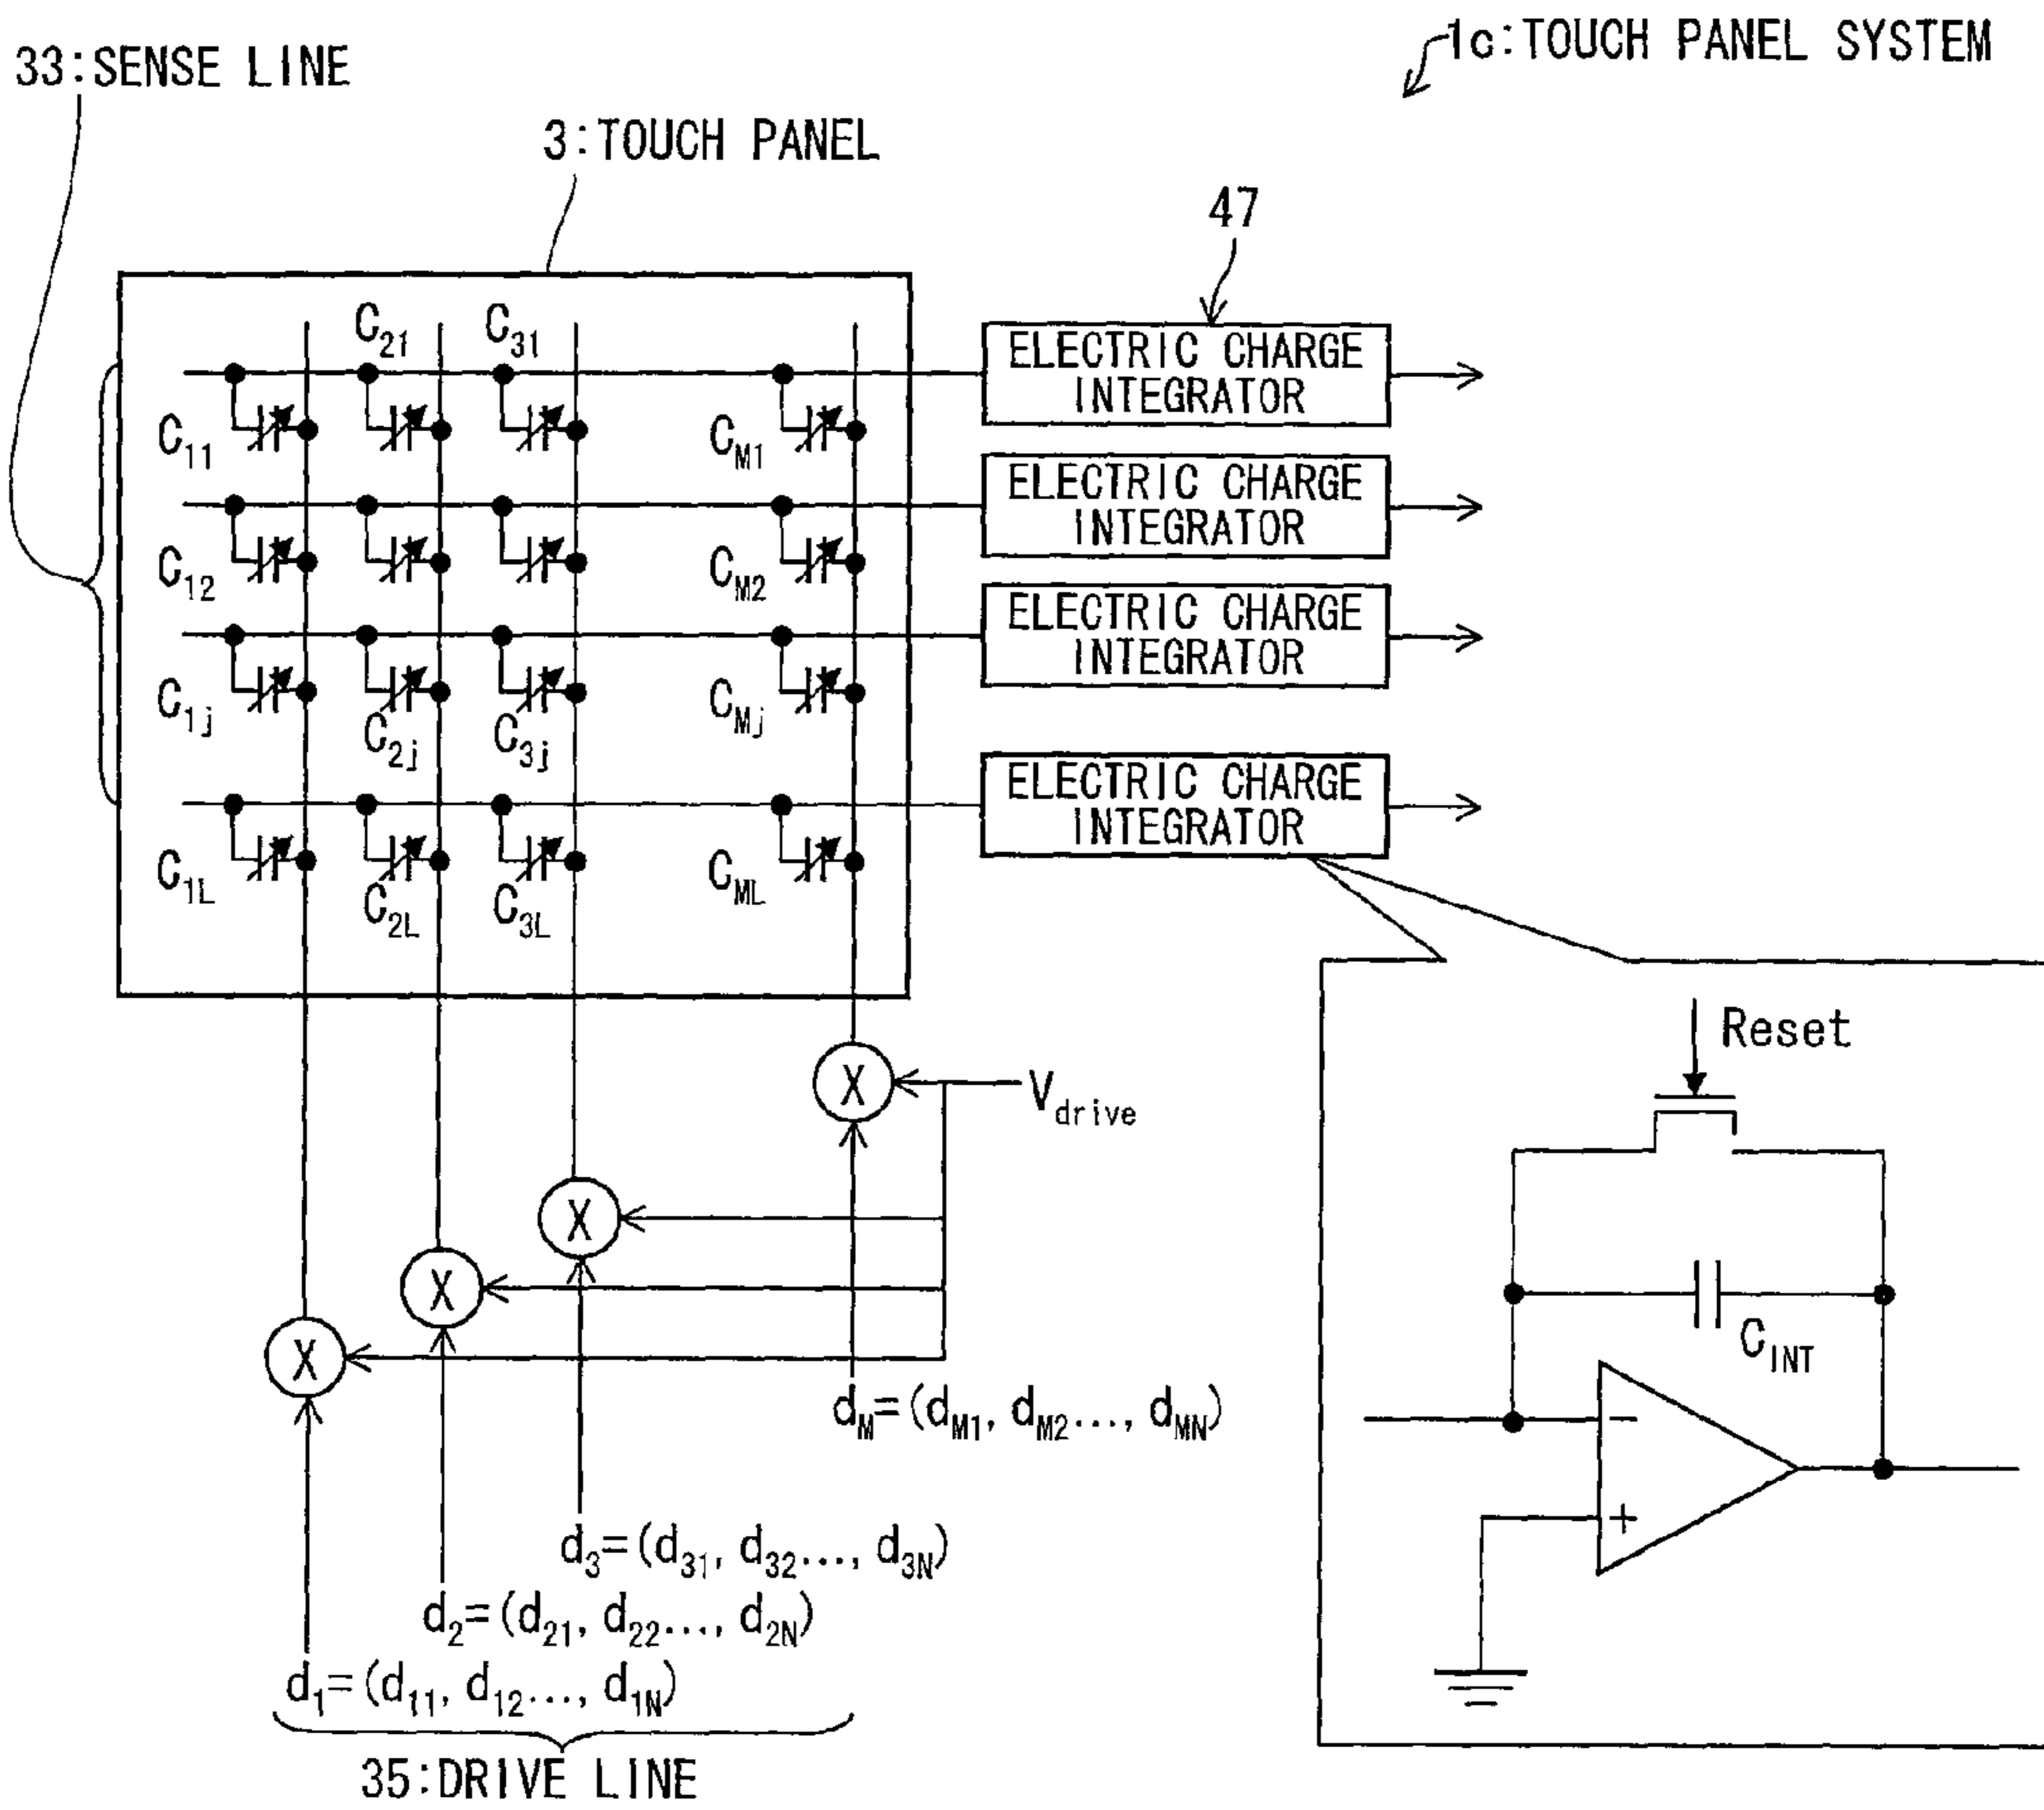 1c:TOUCH PANEL SYSTEM
33:SENSE LINE
3:TOUCH PANEL
47
C21 C31
ELECTRIC CHARGE
INTEGRATOR
C11 CM1
ELECTRIC CHARGE
INTEGRATOR
C12 CM2
ELECTRIC CHARGE
INTEGRATOR
C1j C2j C3j CMj
ELECTRIC CHARGE
INTEGRATOR
C1L C2L C3L CML
Reset
X Vdrive
X
X
X
CINT
−
+
dM=(dM1, dM2..., dMN)
d3=(d31, d32..., d3N)
d2=(d21, d22..., d2N)
d1=(d11, d12..., d1N)
35:DRIVE LINE